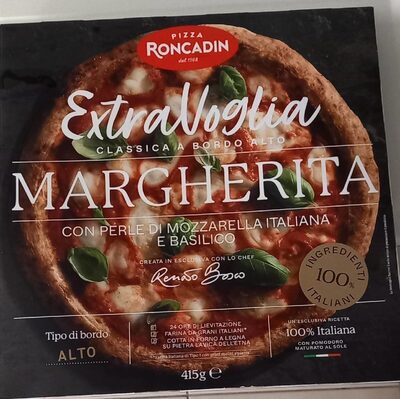 PIZZA
RONCADIN
dal 1968
ExtraVoglia
CLASSICA A BORDO ALTO
MARGHERITA
CON PERLE DI MOZZARELLA ITALIANA
E BASILICO
CREATA IN ESCLUSIVA CON LO CHEF
Renato Bosco
INGREDIENTI
100%
ITALIANI
Tipo di bordo
ALTO
24 ORE DI LIEVITAZIONE
FARINA DA GRANI ITALIANI*
COTTA IN FORNO A LEGNA
SU PIETRA LAVICA DELL'ETNA
UN'ESCLUSIVA RICETTA
100% Italiana
CON POMODORO
MATURATO AL SOLE
415g e